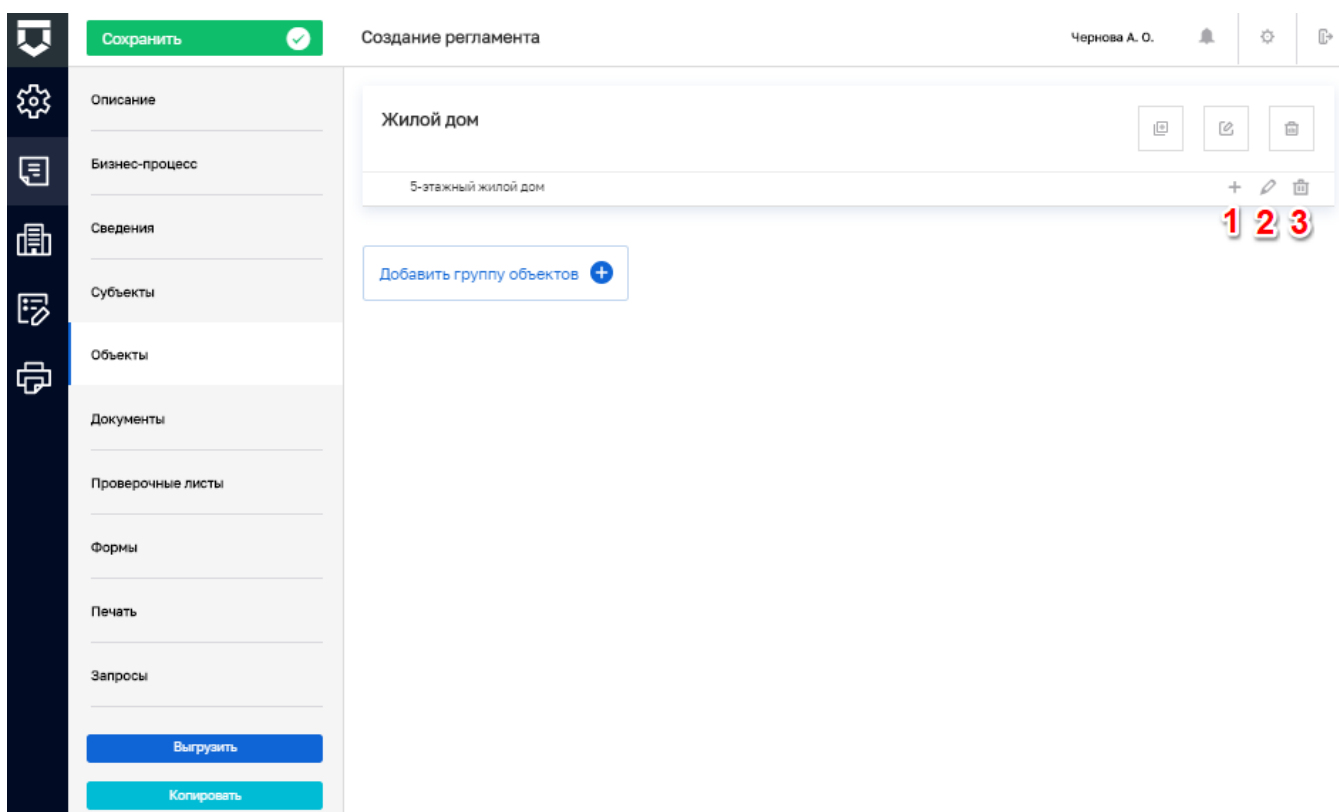 Сохранить
Создание регламента
Чернова А. О.
Описание
Бизнес-процесс
Сведения
Субъекты
Объекты
Документы
Проверочные листы
Формы
Печать
Запросы
Выгрузить
Копировать
Жилой дом
5-этажный жилой дом
1 2 3
Добавить группу объектов